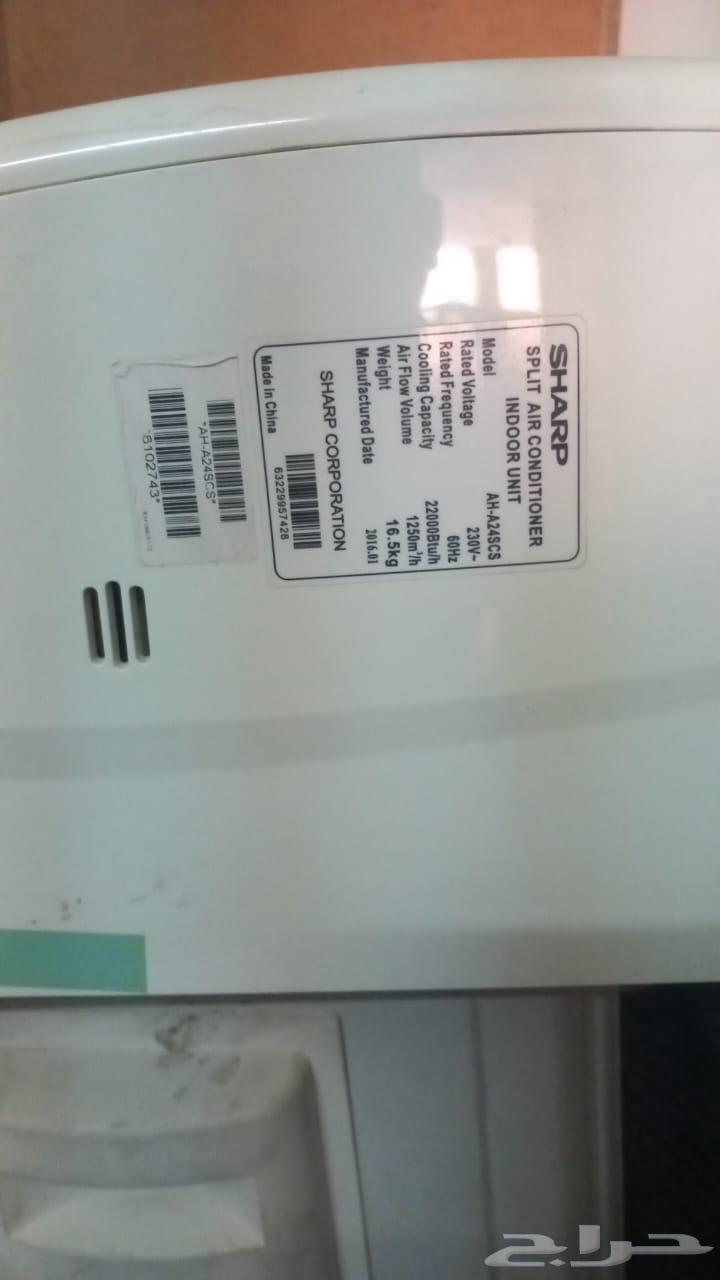 SHARP
SPLIT AIR CONDITIONER
INDOOR UNIT
Model AH-A24SCS
Rated Voltage 230V~
Rated Frequency 60Hz
Cooling Capacity 22000Btu/h
Air Flow Volume 1250m³/h
Weight 16.5kg
Manufactured Date 2016.01
SHARP CORPORATION
63229957428
Made in China
*AH-A24SCS*
*6102743*
حراج